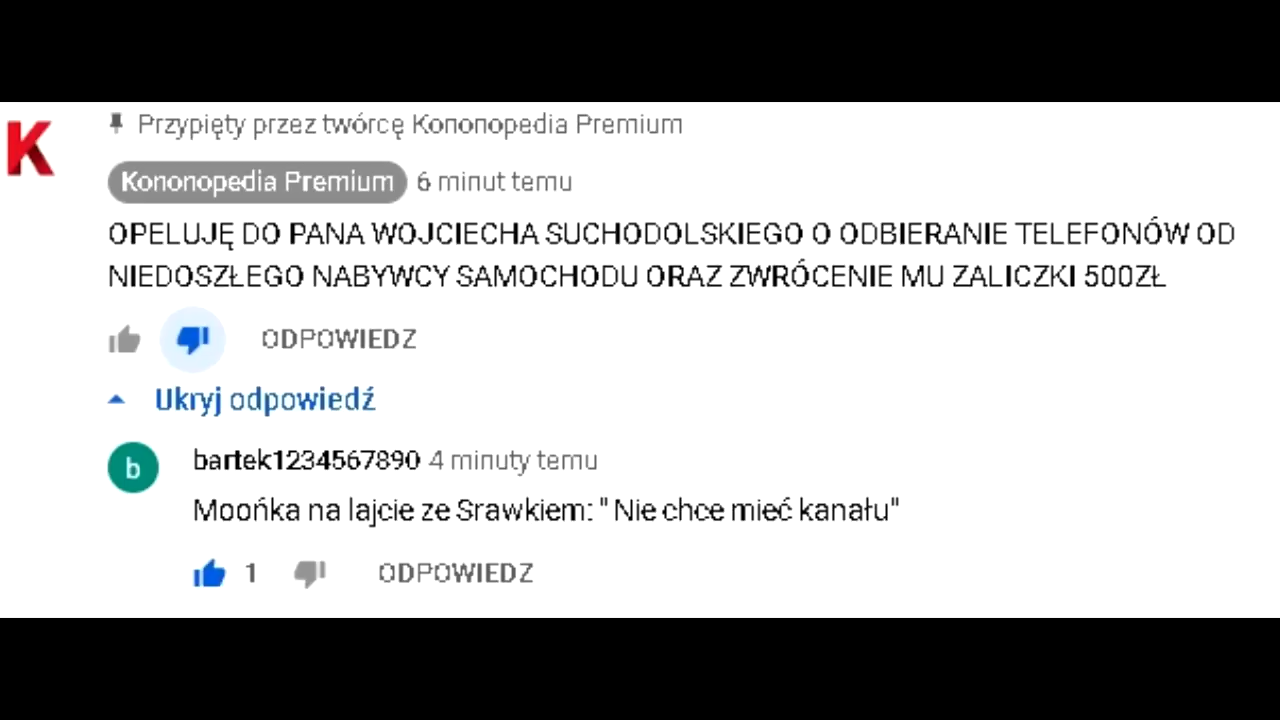 K
Przypięty przez twórcę Kononopedia Premium
Kononopedia Premium 6 minut temu
OPELUJĘ DO PANA WOJCIECHA SUCHODOLSKIEGO O ODBIERANIE TELEFONÓW OD
NIEDOSZŁEGO NABYWCY SAMOCHODU ORAZ ZWRÓCENIE MU ZALICZKI 500ZŁ
ODPOWIEDZ
Ukryj odpowiedź
b
bartek1234567890 4 minuty temu
Moońka na lajcie ze Srawkiem: " Nie chce mieć kanału"
1 ODPOWIEDZ